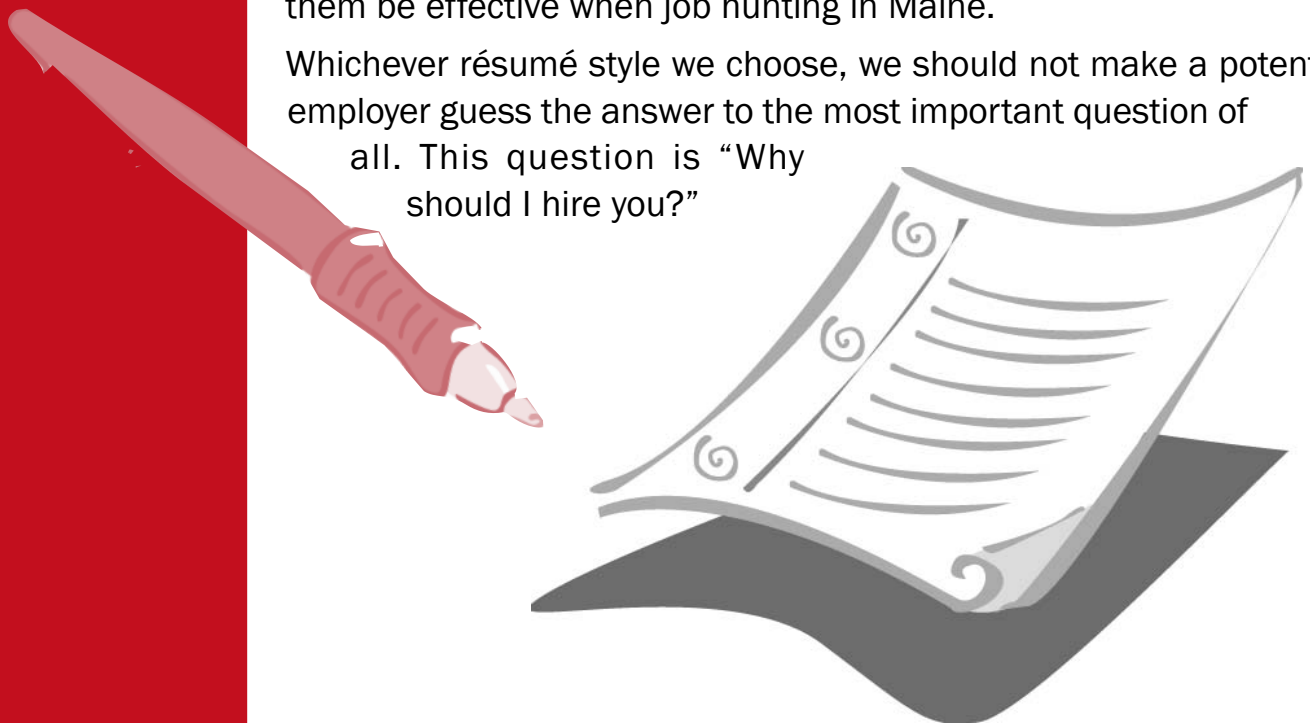 them be effective when job hunting in Maine.
Whichever résumé style we choose, we should not make a potent
employer guess the answer to the most important question of
all. This question is “Why
should I hire you?”